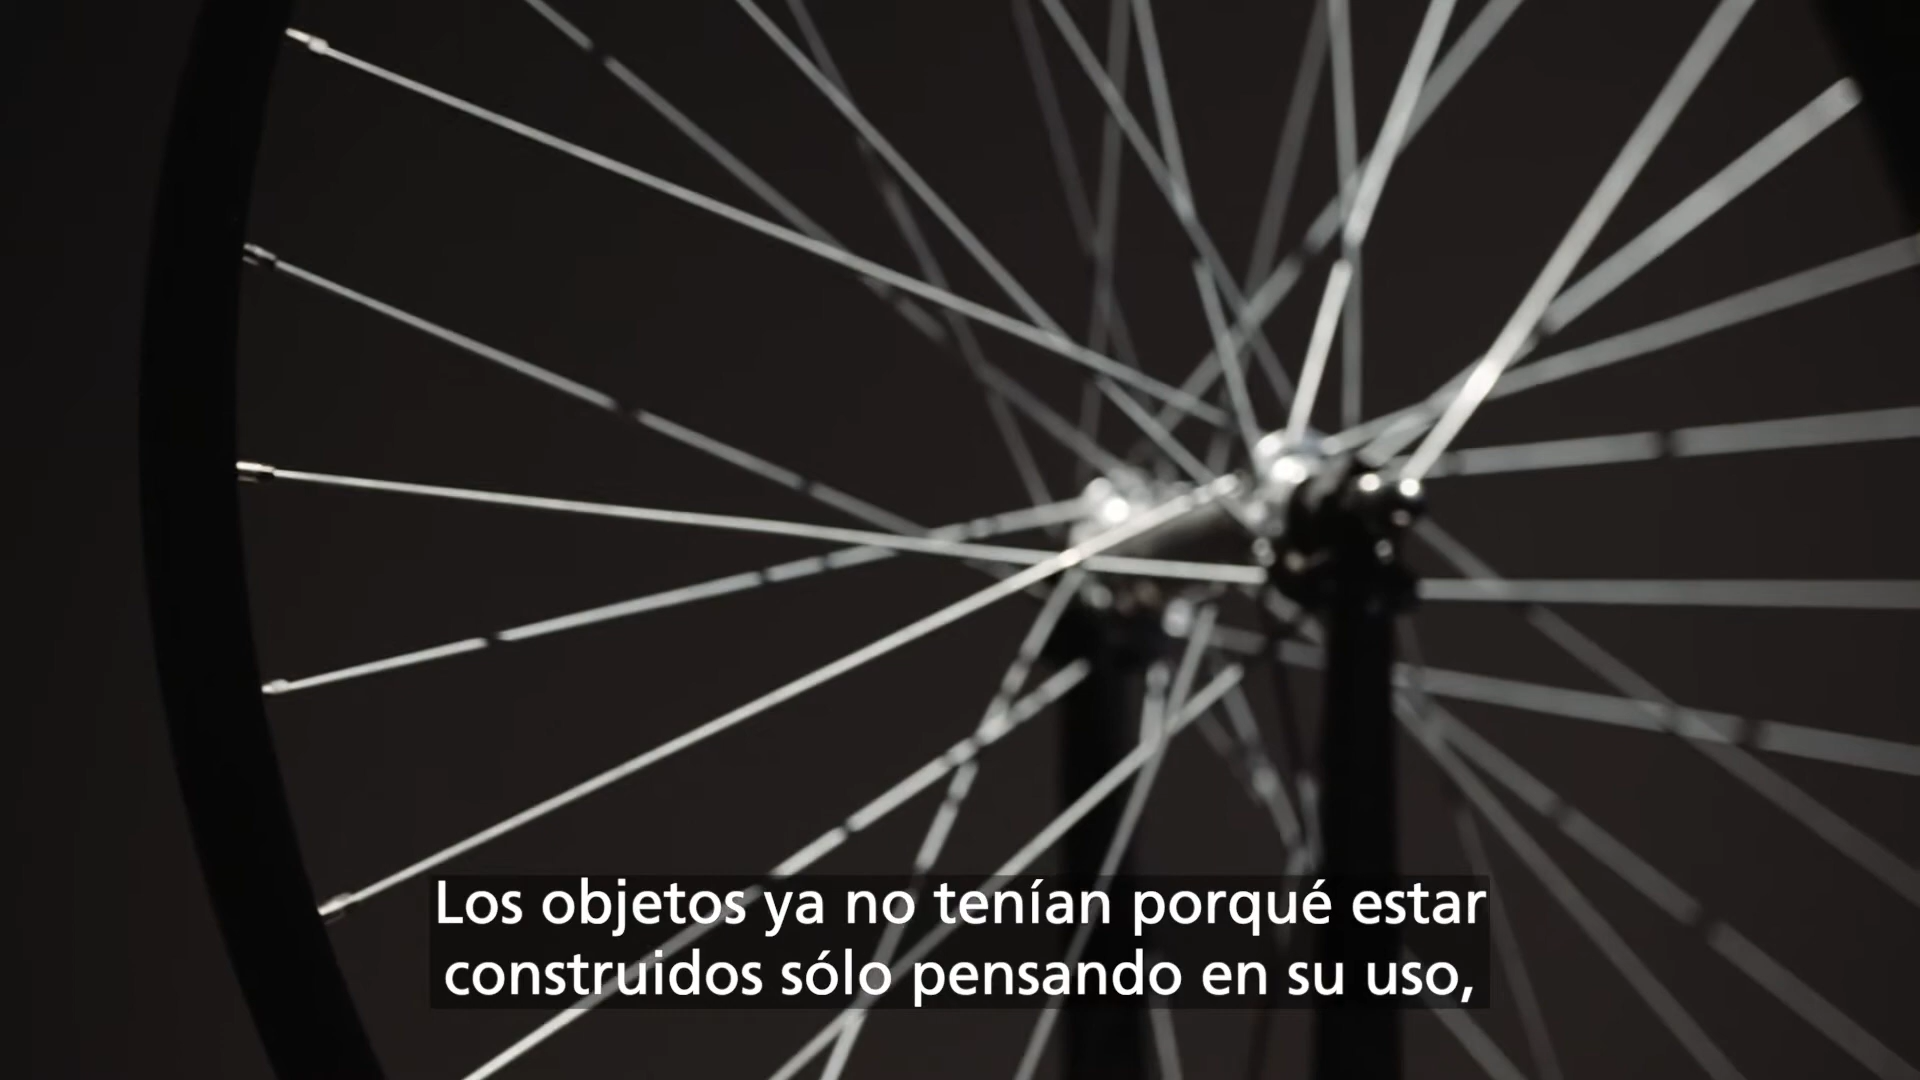 Los objetos ya no tenían porqué estar
construidos sólo pensando en su uso,